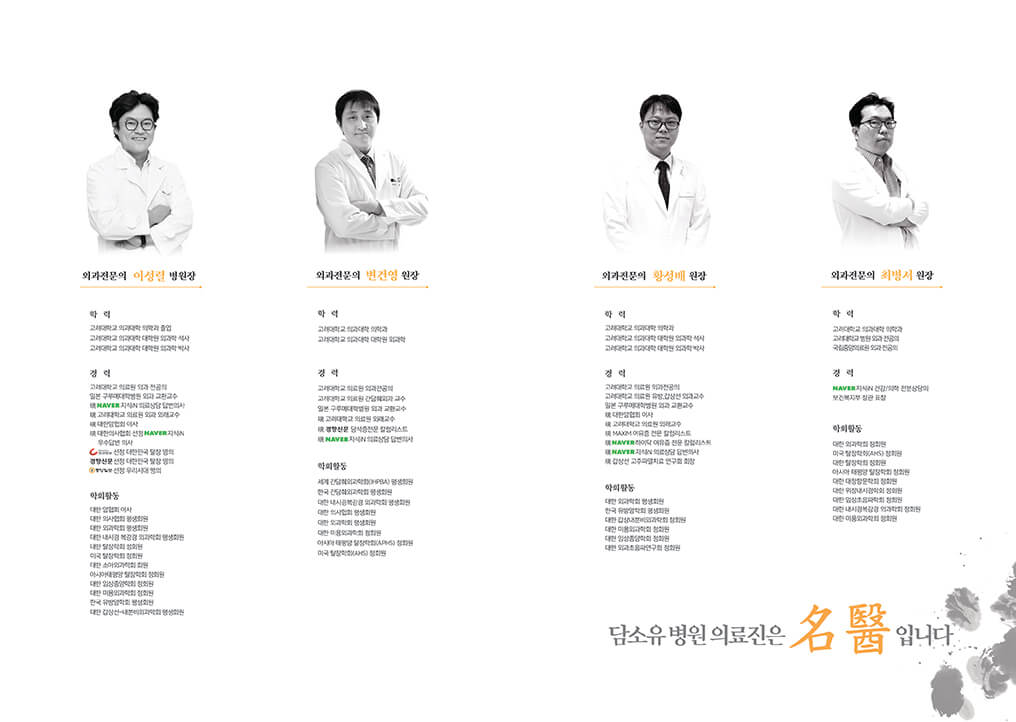 외과전문의 이성렬 병원장
학 력
고려대학교 의과대학 의학과 졸업
고려대학교 의과대학 대학원 외과학 석사
고려대학교 의과대학 대학원 외과학 박사
경 력
고려대학교 의료원 외과 전공의
일본 구루메대학병원 외과 교환교수
現 NAVER 지식iN 의료상담 답변의사
現 고려대학교 의료원 외과 외래교수
現 대한탈장협회 이사
現 대한의사협회 선정 NAVER 지식iN
우수답변 의사
선정 대한민국 탈장 명의
경향신문 선정 대한민국 탈장 명의
중앙일보 선정 우리시대 명의
학회활동
대한 암협회 이사
대한 의사협회 평생회원
대한 외과학회 평생회원
대한 내시경 복강경 외과학회 평생회원
대한 탈장학회 정회원
미국 탈장학회 정회원
대한 소아외과학회 회원
아시아태평양 탈장학회 정회원
대한 임상종양학회 정회원
대한 미용외과학회 정회원
한국 유방암학회 평생회원
대한 갑상선-내분비외과학회 평생회원
외과전문의 변건영 원장
학 력
고려대학교 의과대학 의학과
고려대학교 의과대학 대학원 외과학
경 력
고려대학교 의료원 외과전공의
고려대학교 의료원 간담췌외과 교수
일본 구루메대학병원 외과 교환교수
現 고려대학교 의료원 외래교수
現 경향신문 담석증전문 칼럼리스트
現 NAVER 지식iN 의료상담 답변의사
학회활동
세계 간담췌외과학회(IHPBA) 평생회원
한국 간담췌외과학회 평생회원
대한 내시경복강경 외과학회 평생회원
대한 의사협회 평생회원
대한 외과학회 평생회원
대한 미용외과학회 정회원
아시아 태평양 탈장학회(APHS) 정회원
미국 탈장학회(AHS) 정회원
외과전문의 황성배 원장
학 력
고려대학교 의과대학 의학과
고려대학교 의과대학 대학원 외과학 석사
고려대학교 의과대학 대학원 외과학 박사
경 력
고려대학교 의료원 외과전공의
고려대학교 의료원 유방,갑상선 외과교수
일본 구루메대학병원 외과 교환교수
現 대한암협회 이사
現 고려대학교 의료원 외래교수
現 MAXIM 여유증 전문 칼럼리스트
現 NAVER 하이닥 여유증 전문 칼럼리스트
現 NAVER 지식iN 의료상담 답변의사
現 갑상선 고주파열치료 연구회 회장
학회활동
대한 외과학회 정회원
한국 유방암학회 정회원
대한 갑상내분비외과학회 정회원
대한 미용외과학회 정회원
대한 임상종양학회 정회원
대한 외과초음파연구회 정회원
외과전문의 최병서 원장
학 력
고려대학교 의과대학 의학과
고려대학교 병원 외과 전공의
국립중앙의료원 외과 전공의
경 력
NAVER 지식iN 건강/의학 전문상담의
보건복지부 장관 표창
학회활동
대한 외과학회 정회원
미국 탈장학회(AHS) 정회원
대한 탈장학회 정회원
아시아 태평양 탈장학회 정회원
대한 대장항문학회 정회원
대한 위장내시경학회 정회원
대한 임상초음파학회 정회원
대한 내시경복강경 외과학회 정회원
대한 미용외과학회 정회원
담소유 병원 의료진은 名醫입니다